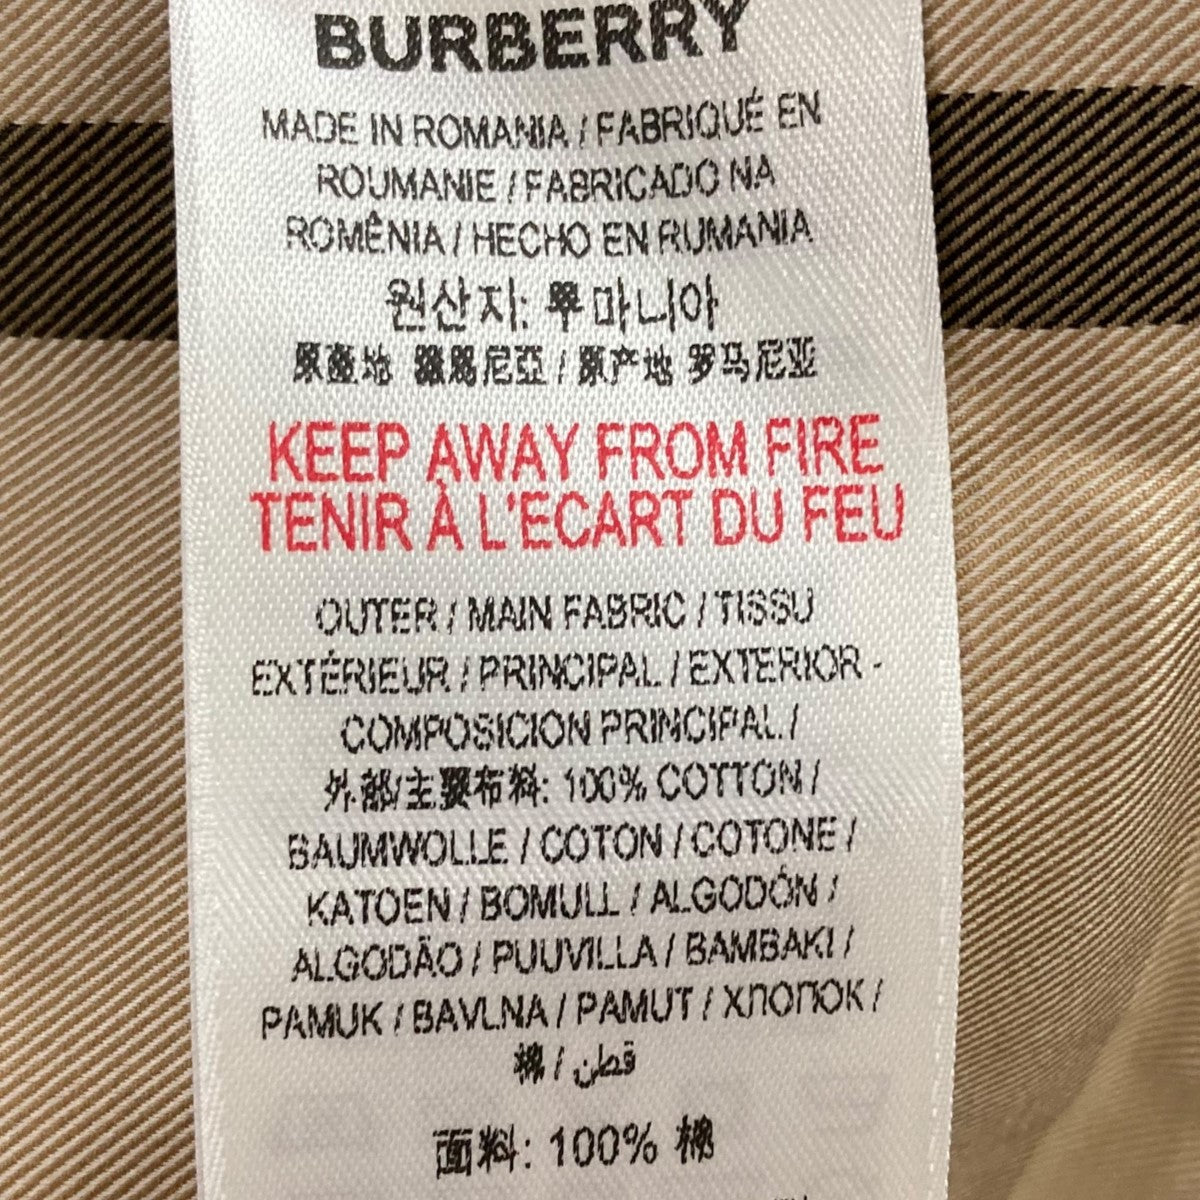 BURBERRY
MADE IN ROMANIA / FABRIQUÉ EN
ROUMANIE / FABRICADO NA
ROMÊNIA / HECHO EN RUMANIA
원산자: 루마니아
原產地 羅馬尼亞 / 原产地 罗马尼亚
KEEP AWAY FROM FIRE
TENIR À L'ECART DU FEU
OUTER / MAIN FABRIC / TISSU
EXTÉRIEUR / PRINCIPAL / EXTERIOR -
COMPOSICION PRINCIPAL /
外部/主要布料: 100% COTTON /
BAUMWOLLE / COTON / COTONE /
KATOEN / BOMULL / ALGODÓN /
ALGODÃO / PUUVILLA / BAMBAKI /
PAMUK / BAVLNA / PAMUT / ХЛОПОК /
棉 / قطن
面料: 100% 棉